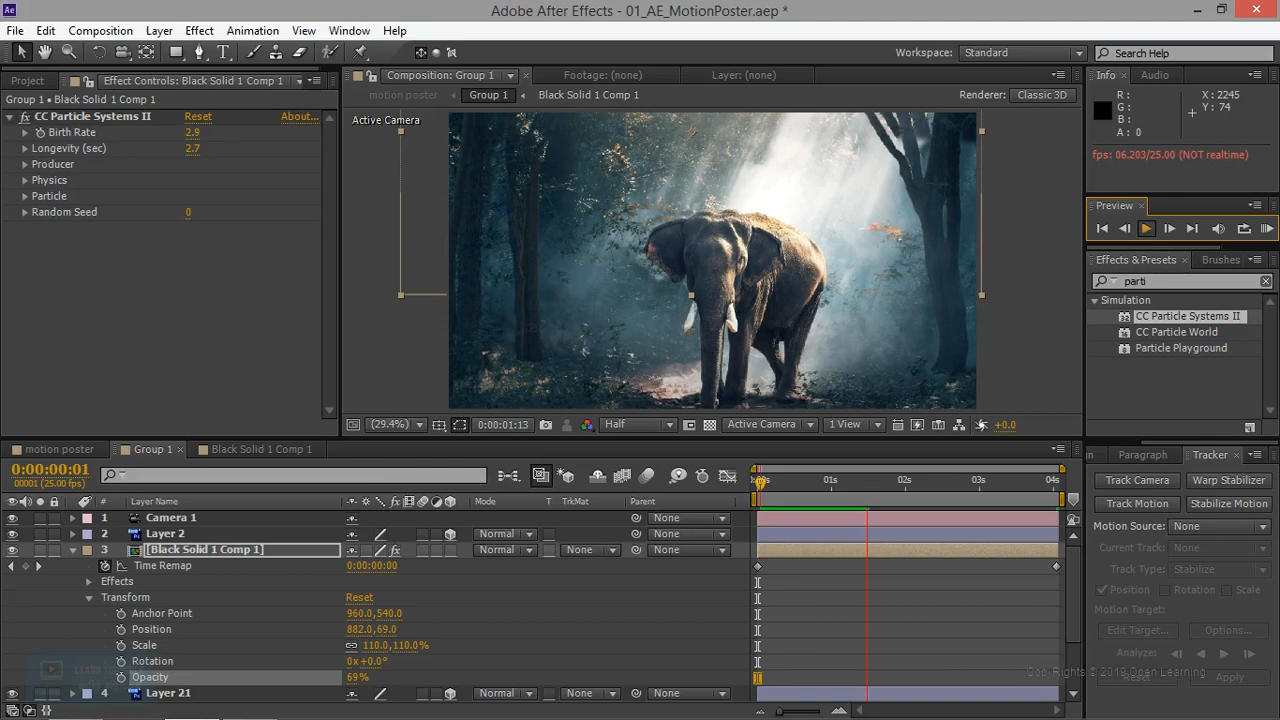 Adobe After Effects - 01_AE_MotionPoster.aep *
File Edit Composition Layer Effect Animation View Window Help
Workspace: Standard Search Help
Project Effect Controls: Black Solid 1 Comp 1
Group 1 • Black Solid 1 Comp 1
fx CC Particle Systems II Reset About...
Birth Rate 2.9
Longevity (sec) 2.7
Producer
Physics
Particle
Random Seed 0
Composition: Group 1 Footage: (none) Layer: (none)
motion poster Group 1 Black Solid 1 Comp 1 Renderer: Classic 3D
Active Camera
(29.4%) 0:00:01:13 Half Active Camera 1 View +0.0
Info Audio
R : X: 2245
G : Y: 74
B :
A : 0
fps: 06.203/25.00 (NOT realtime)
Preview
Effects & Presets Brushes
parti
Simulation
CC Particle Systems II
CC Particle World
Particle Playground
motion poster Group 1 Black Solid 1 Comp 1
0:00:00:01
00001 (25.00 fps)
# Layer Name Mode T TrkMat Parent
01s 02s 03s 04s
1 Camera 1 None
2 Layer 2 Normal None
3 [Black Solid 1 Comp 1] fx Normal None None
Time Remap 0:00:00:00
Effects
Transform Reset
Anchor Point 960.0,540.0
Position 882.0,69.0
Scale 110.0,110.0%
Rotation 0x+0.0°
Opacity 69%
4 Layer 21 Normal None None
Paragraph Tracker
Track Camera Warp Stabilizer
Track Motion Stabilize Motion
Motion Source: None
Current Track: None
Track Type: Stabilize
Position Rotation Scale
Motion Target:
Edit Target... Options...
Analyze:
Reset Apply
Cop Rights © 2019 Open Learning